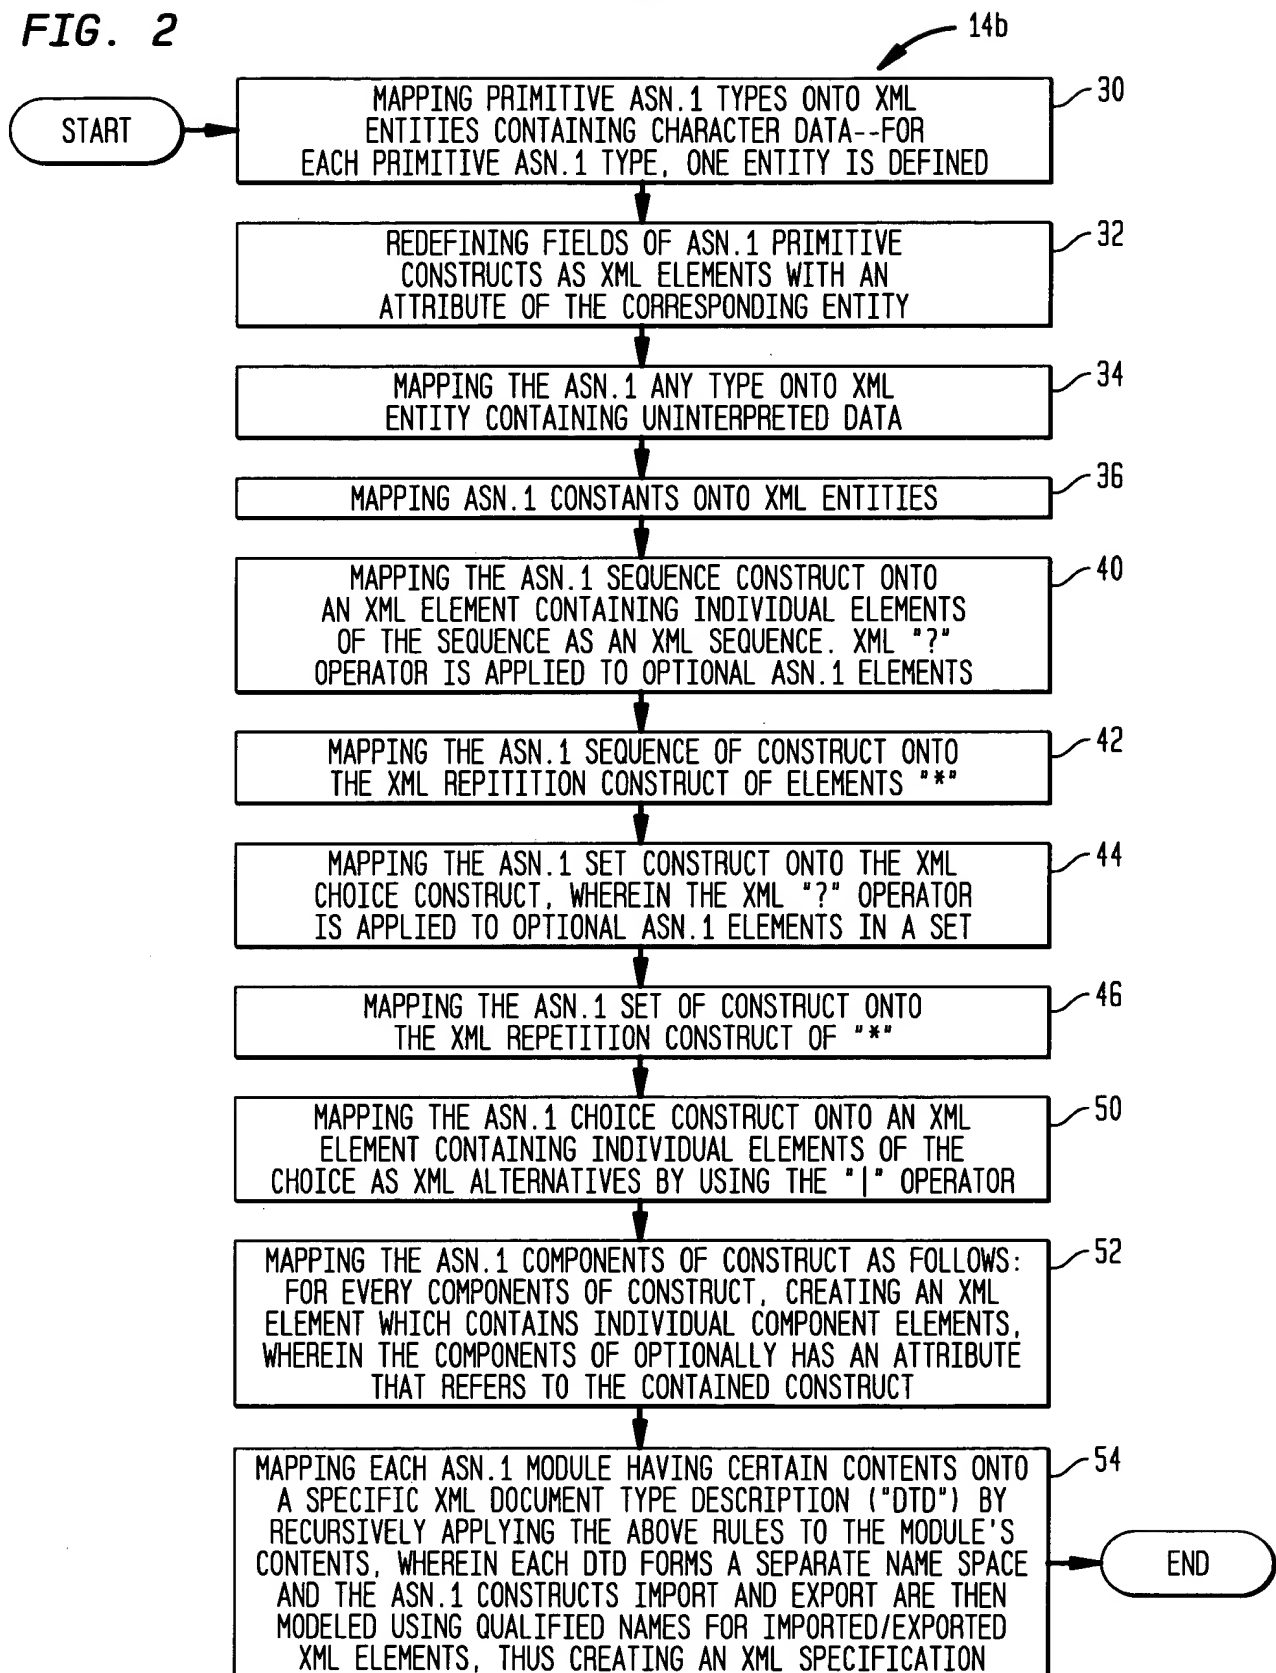 FIG. 2
14b
START
MAPPING PRIMITIVE ASN.1 TYPES ONTO XML
ENTITIES CONTAINING CHARACTER DATA--FOR
EACH PRIMITIVE ASN.1 TYPE, ONE ENTITY IS DEFINED
30
REDEFINING FIELDS OF ASN.1 PRIMITIVE
CONSTRUCTS AS XML ELEMENTS WITH AN
ATTRIBUTE OF THE CORRESPONDING ENTITY
32
MAPPING THE ASN.1 ANY TYPE ONTO XML
ENTITY CONTAINING UNINTERPRETED DATA
34
MAPPING ASN.1 CONSTANTS ONTO XML ENTITIES
36
MAPPING THE ASN.1 SEQUENCE CONSTRUCT ONTO
AN XML ELEMENT CONTAINING INDIVIDUAL ELEMENTS
OF THE SEQUENCE AS AN XML SEQUENCE. XML "?"
OPERATOR IS APPLIED TO OPTIONAL ASN.1 ELEMENTS
40
MAPPING THE ASN.1 SEQUENCE OF CONSTRUCT ONTO
THE XML REPITITION CONSTRUCT OF ELEMENTS "*"
42
MAPPING THE ASN.1 SET CONSTRUCT ONTO THE XML
CHOICE CONSTRUCT, WHEREIN THE XML "?" OPERATOR
IS APPLIED TO OPTIONAL ASN.1 ELEMENTS IN A SET
44
MAPPING THE ASN.1 SET OF CONSTRUCT ONTO
THE XML REPETITION CONSTRUCT OF "*"
46
MAPPING THE ASN.1 CHOICE CONSTRUCT ONTO AN XML
ELEMENT CONTAINING INDIVIDUAL ELEMENTS OF THE
CHOICE AS XML ALTERNATIVES BY USING THE "|" OPERATOR
50
MAPPING THE ASN.1 COMPONENTS OF CONSTRUCT AS FOLLOWS:
FOR EVERY COMPONENTS OF CONSTRUCT, CREATING AN XML
ELEMENT WHICH CONTAINS INDIVIDUAL COMPONENT ELEMENTS,
WHEREIN THE COMPONENTS OF OPTIONALLY HAS AN ATTRIBUTE
THAT REFERS TO THE CONTAINED CONSTRUCT
52
MAPPING EACH ASN.1 MODULE HAVING CERTAIN CONTENTS ONTO
A SPECIFIC XML DOCUMENT TYPE DESCRIPTION ("DTD") BY
RECURSIVELY APPLYING THE ABOVE RULES TO THE MODULE'S
CONTENTS, WHEREIN EACH DTD FORMS A SEPARATE NAME SPACE
AND THE ASN.1 CONSTRUCTS IMPORT AND EXPORT ARE THEN
MODELED USING QUALIFIED NAMES FOR IMPORTED/EXPORTED
XML ELEMENTS, THUS CREATING AN XML SPECIFICATION
54
END